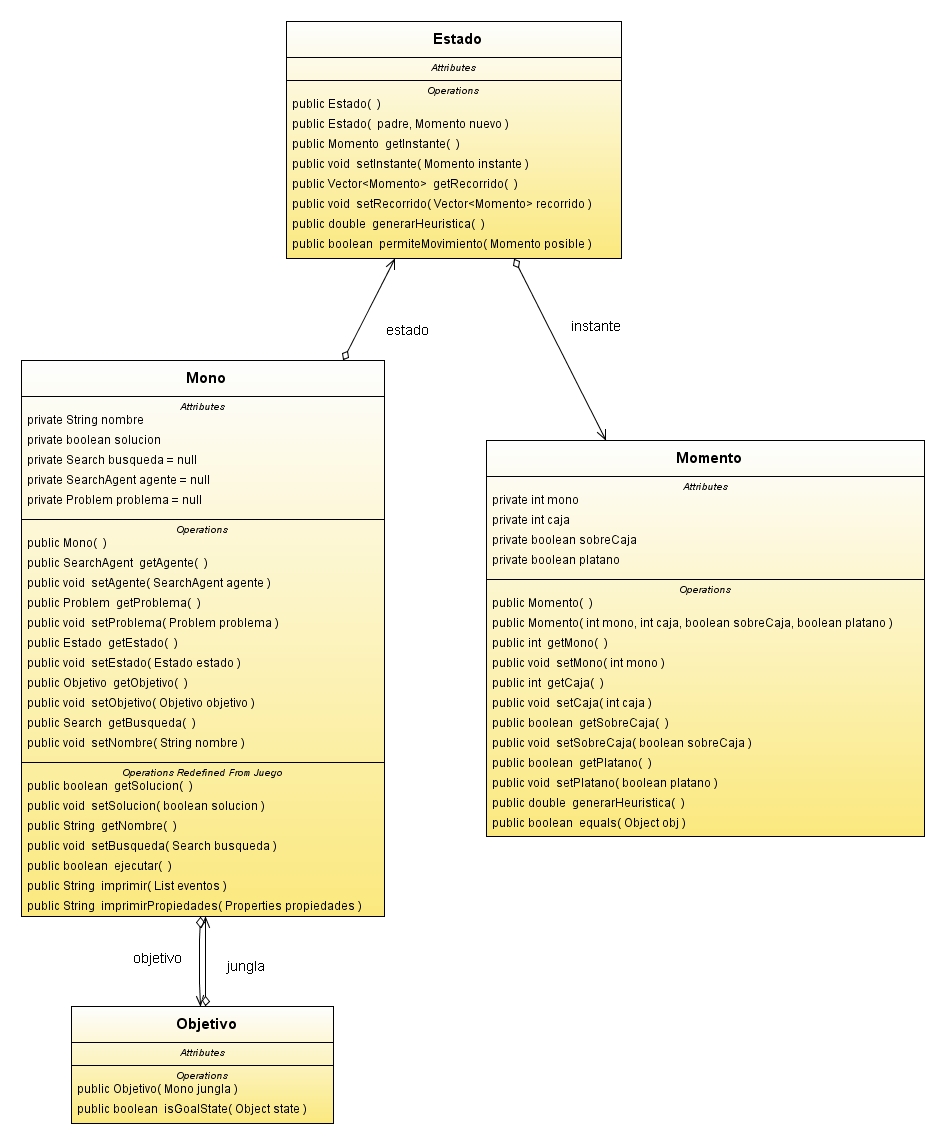 Estado
Attributes
Operations
public Estado( )
public Estado( padre, Momento nuevo )
public Momento getInstante( )
public void setInstante( Momento instante )
public Vector<Momento> getRecorrido( )
public void setRecorrido( Vector<Momento> recorrido )
public double generarHeuristica( )
public boolean permiteMovimiento( Momento posible )
estado
instante
Mono
Attributes
private String nombre
private boolean solucion
private Search busqueda = null
private SearchAgent agente = null
private Problem problema = null
Operations
public Mono( )
public SearchAgent getAgente( )
public void setAgente( SearchAgent agente )
public Problem getProblema( )
public void setProblema( Problem problema )
public Estado getEstado( )
public void setEstado( Estado estado )
public Objetivo getObjetivo( )
public void setObjetivo( Objetivo objetivo )
public Search getBusqueda( )
public void setNombre( String nombre )
Operations Redefined From Juego
public boolean getSolucion( )
public void setSolucion( boolean solucion )
public String getNombre( )
public void setBusqueda( Search busqueda )
public boolean ejecutar( )
public String imprimir( List eventos )
public String imprimirPropiedades( Properties propiedades )
Momento
Attributes
private int mono
private int caja
private boolean sobreCaja
private boolean platano
Operations
public Momento( )
public Momento( int mono, int caja, boolean sobreCaja, boolean platano )
public int getMono( )
public void setMono( int mono )
public int getCaja( )
public void setCaja( int caja )
public boolean getSobreCaja( )
public void setSobreCaja( boolean sobreCaja )
public boolean getPlatano( )
public void setPlatano( boolean platano )
public double generarHeuristica( )
public boolean equals( Object obj )
objetivo
jungla
Objetivo
Attributes
Operations
public Objetivo( Mono jungla )
public boolean isGoalState( Object state )